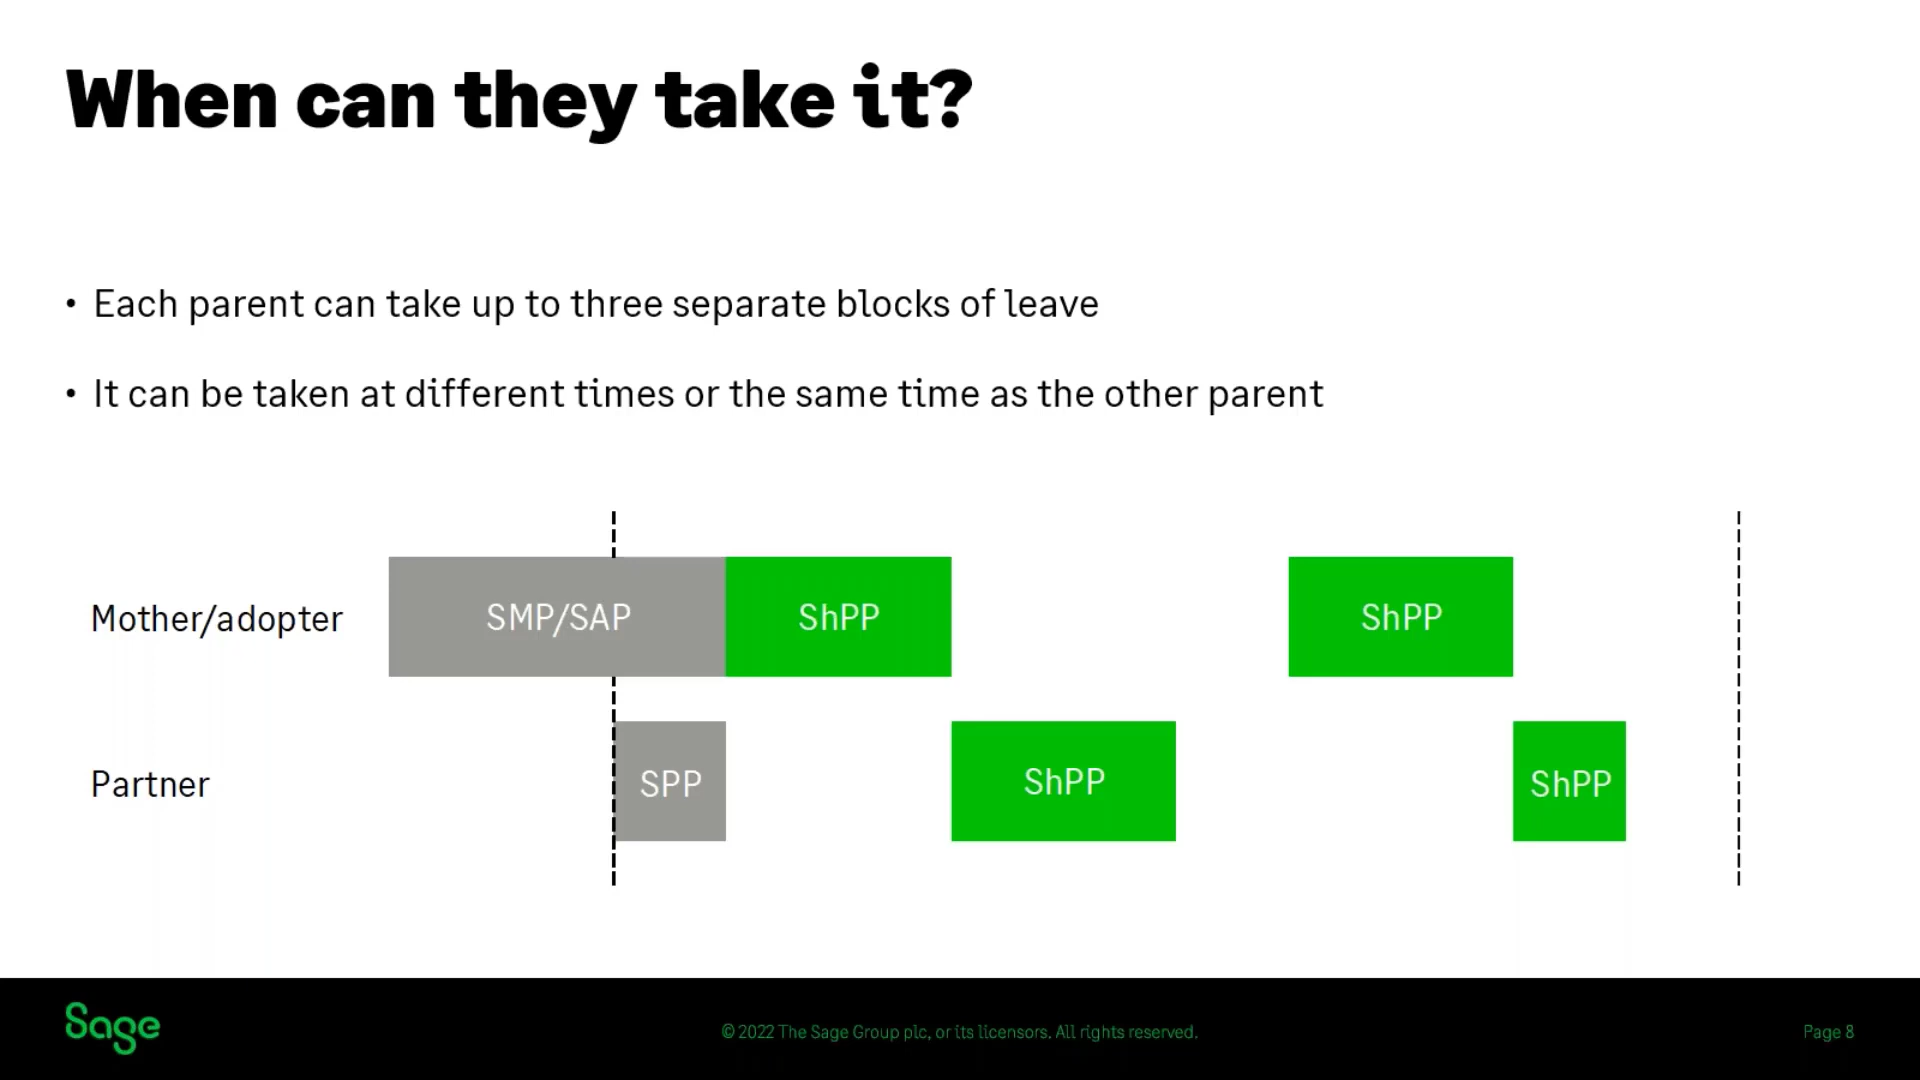 When can they take it?
• Each parent can take up to three separate blocks of leave
• It can be taken at different times or the same time as the other parent
Mother/adopter SMP/SAP ShPP ShPP
Partner SPP ShPP ShPP
Sage © 2022 The Sage Group plc, or its licensors. All rights reserved. Page 8